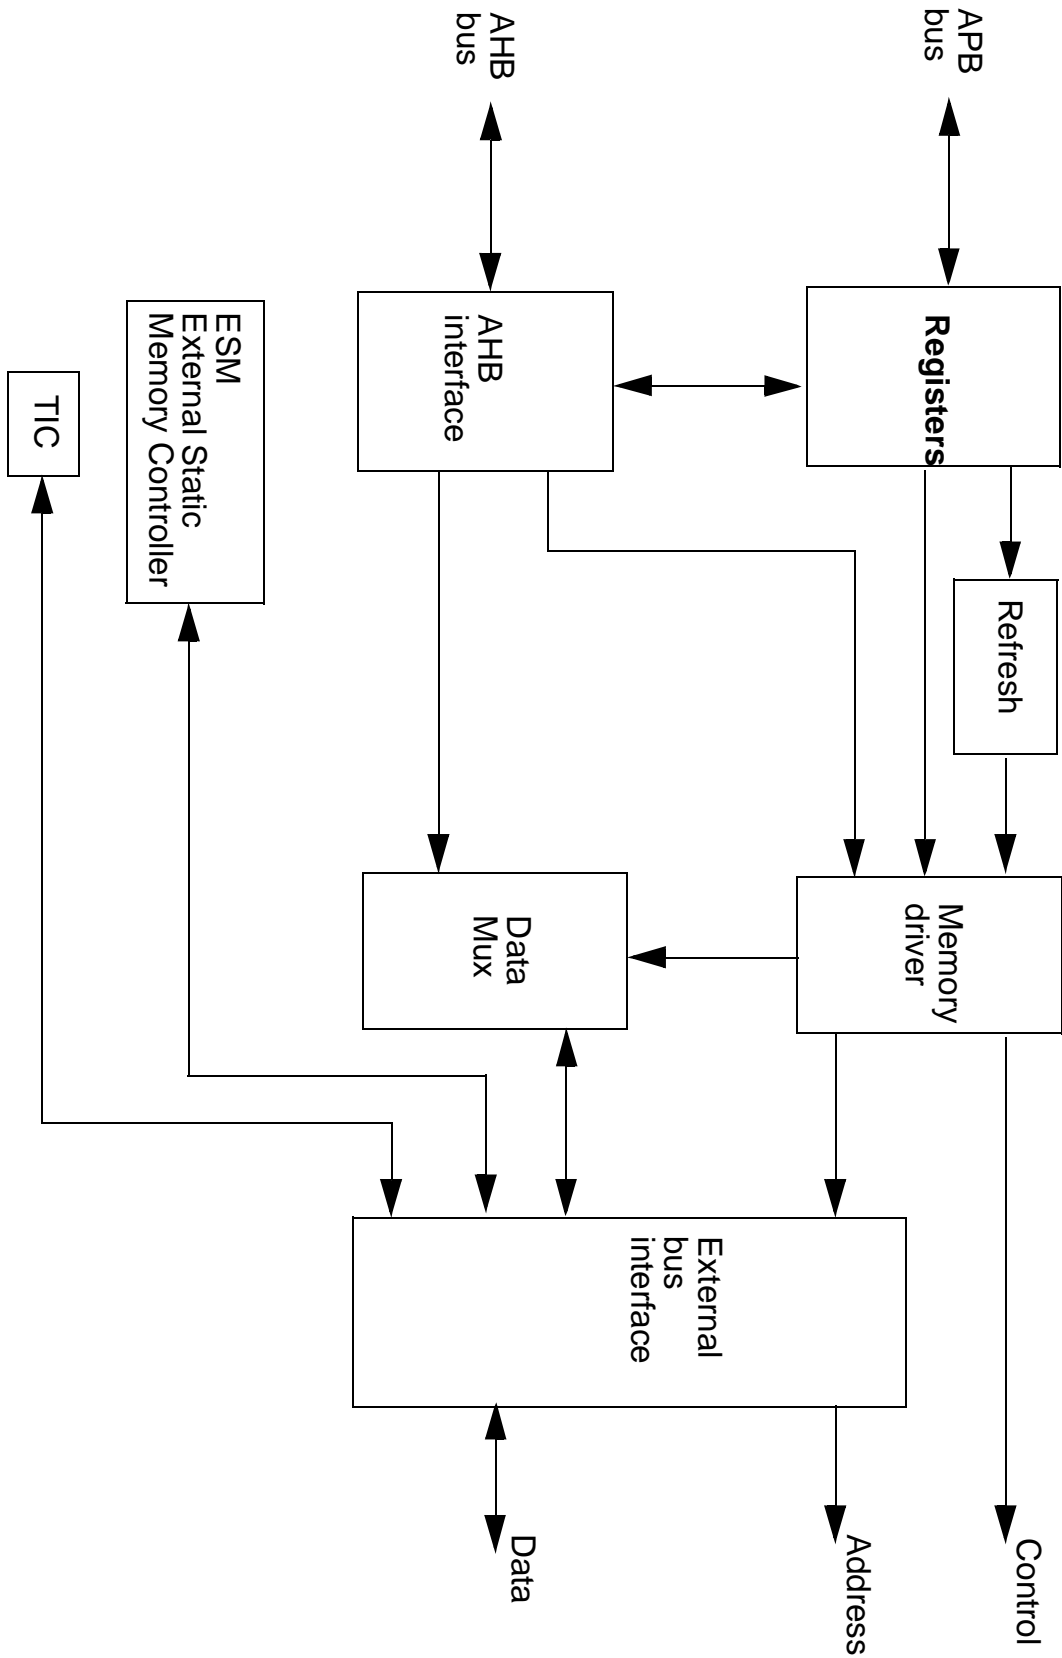 APB
bus
Registers
Refresh
Memory
driver
Control
AHB
bus
AHB
interface
Data
Mux
External
bus
interface
Address
Data
ESM
External Static
Memory Controller
TIC